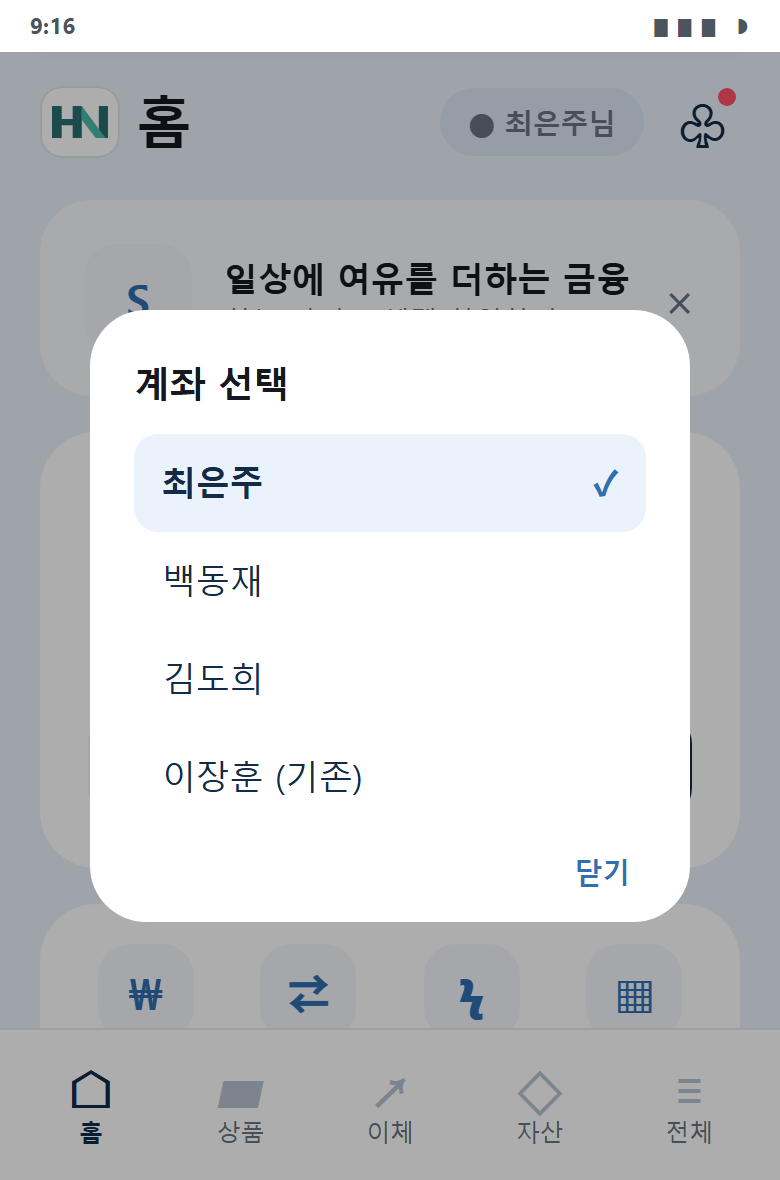 9:16
HN 홈
최은주님
S
일상에 여유를 더하는 금융
계좌 선택
최은주
백동재
김도희
이장훈 (기존)
닫기
₩
홈
상품
이체
자산
전체